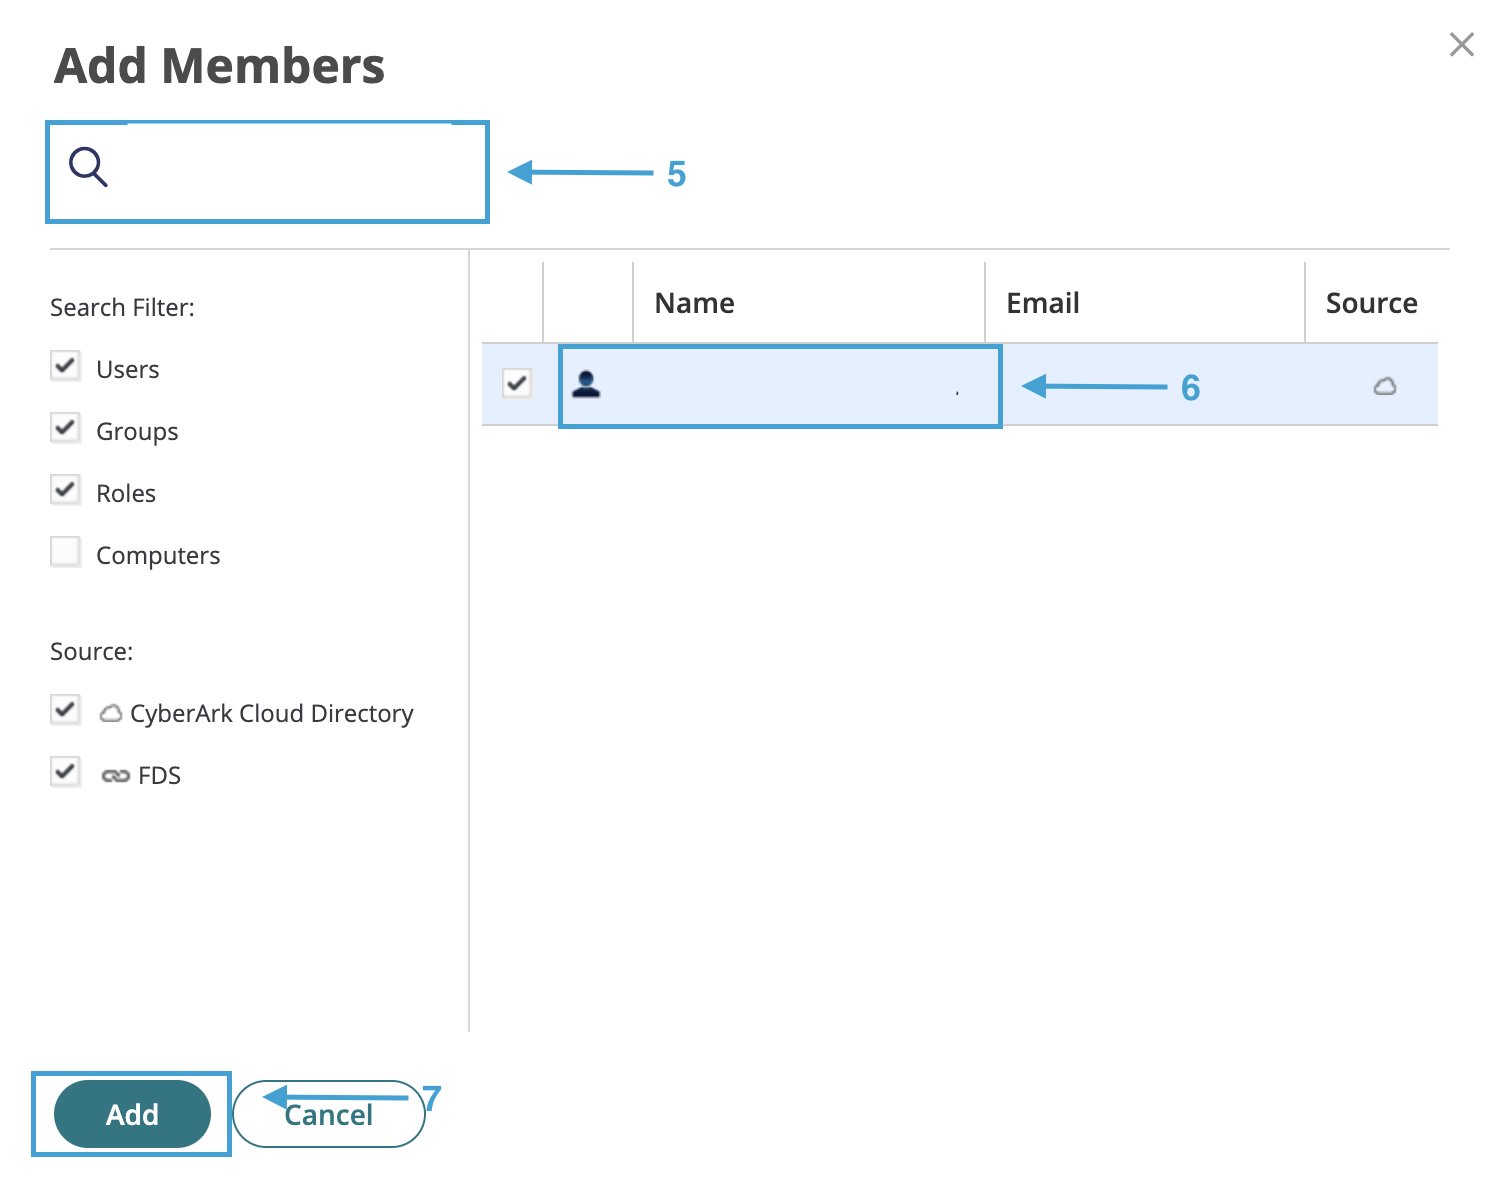 Add Members
5
Search Filter:
Users
Groups
Roles
Computers
Source:
CyberArk Cloud Directory
FDS
Name Email Source
6
7
Add Cancel